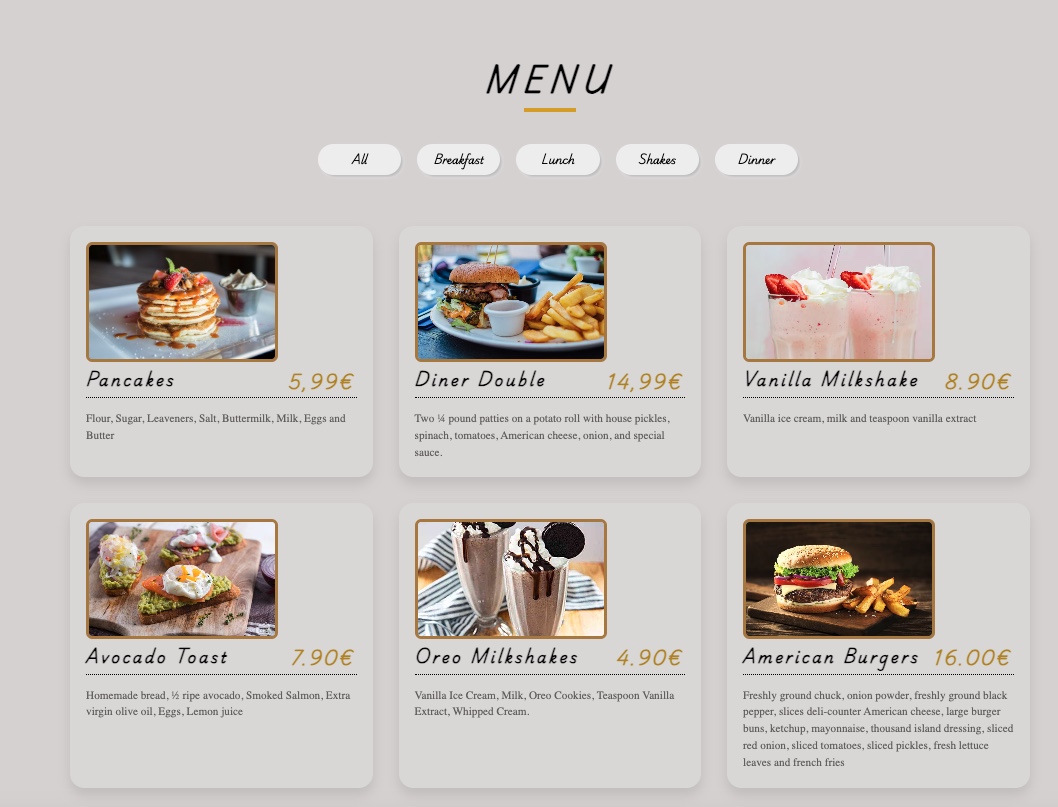 MENU
All
Breakfast
Lunch
Shakes
Dinner
Pancakes 5,99€
Flour, Sugar, Leaveners, Salt, Buttermilk, Milk, Eggs and
Butter
Diner Double 14,99€
Two ¼ pound patties on a potato roll with house pickles,
spinach, tomatoes, American cheese, onion, and special
sauce.
Vanilla Milkshake 8.90€
Vanilla ice cream, milk and teaspoon vanilla extract
Avocado Toast 7.90€
Homemade bread, ½ ripe avocado, Smoked Salmon, Extra
virgin olive oil, Eggs, Lemon juice
Oreo Milkshakes 4.90€
Vanilla Ice Cream, Milk, Oreo Cookies, Teaspoon Vanilla
Extract, Whipped Cream.
American Burgers 16.00€
Freshly ground chuck, onion powder, freshly ground black
pepper, slices deli-counter American cheese, large burger
buns, ketchup, mayonnaise, thousand island dressing, sliced
red onion, sliced tomatoes, sliced pickles, fresh lettuce
leaves and french fries